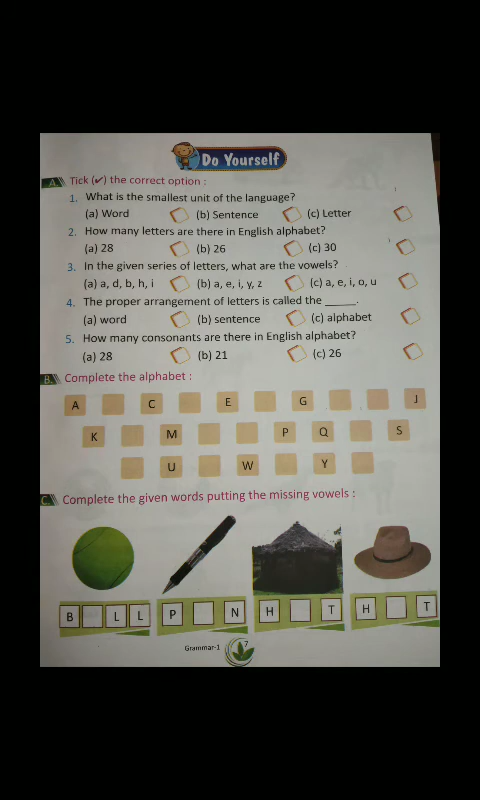 Do Yourself
A. Tick (✓) the correct option :
1. What is the smallest unit of the language?
(a) Word (b) Sentence (c) Letter
2. How many letters are there in English alphabet?
(a) 28 (b) 26 (c) 30
3. In the given series of letters, what are the vowels?
(a) a, d, b, h, i (b) a, e, i, y, z (c) a, e, i, o, u
4. The proper arrangement of letters is called the _____.
(a) word (b) sentence (c) alphabet
5. How many consonants are there in English alphabet?
(a) 28 (b) 21 (c) 26
B. Complete the alphabet :
A C E G J
K M P Q S
U W Y
C. Complete the given words putting the missing vowels :
B L L P N H T H T
Grammar-1 7